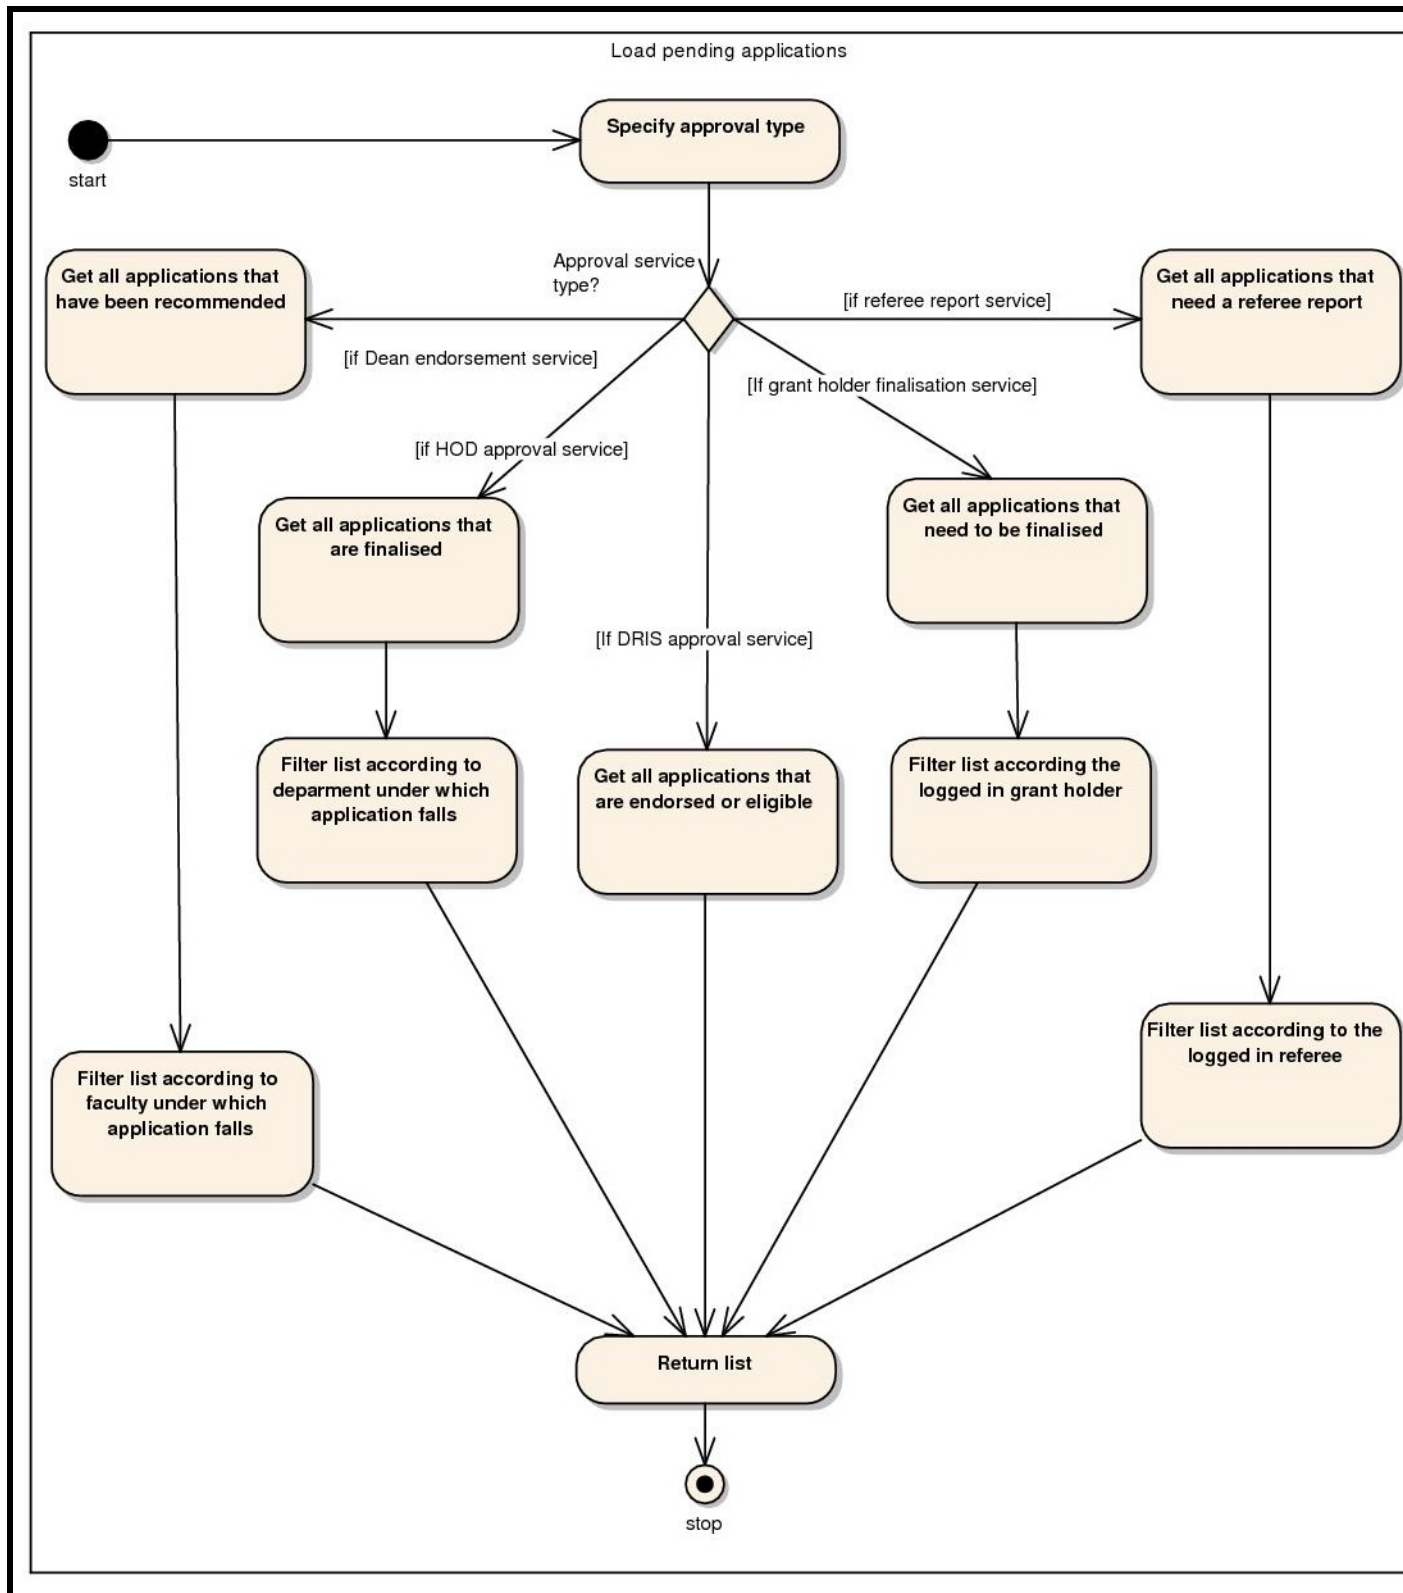 Load pending applications
Specify approval type
start
Approval service
type?
Get all applications that
have been recommended
Get all applications that
need a referee report
[if referee report service]
[if Dean endorsement service]
[If grant holder finalisation service]
[if HOD approval service]
Get all applications that
need to be finalised
Get all applications that
are finalised
[If DRIS approval service]
Filter list according to
deparment under which
application falls
Get all applications that
are endorsed or eligible
Filter list according the
logged in grant holder
Filter list according to the
logged in referee
Filter list according to
faculty under which
application falls
Return list
stop